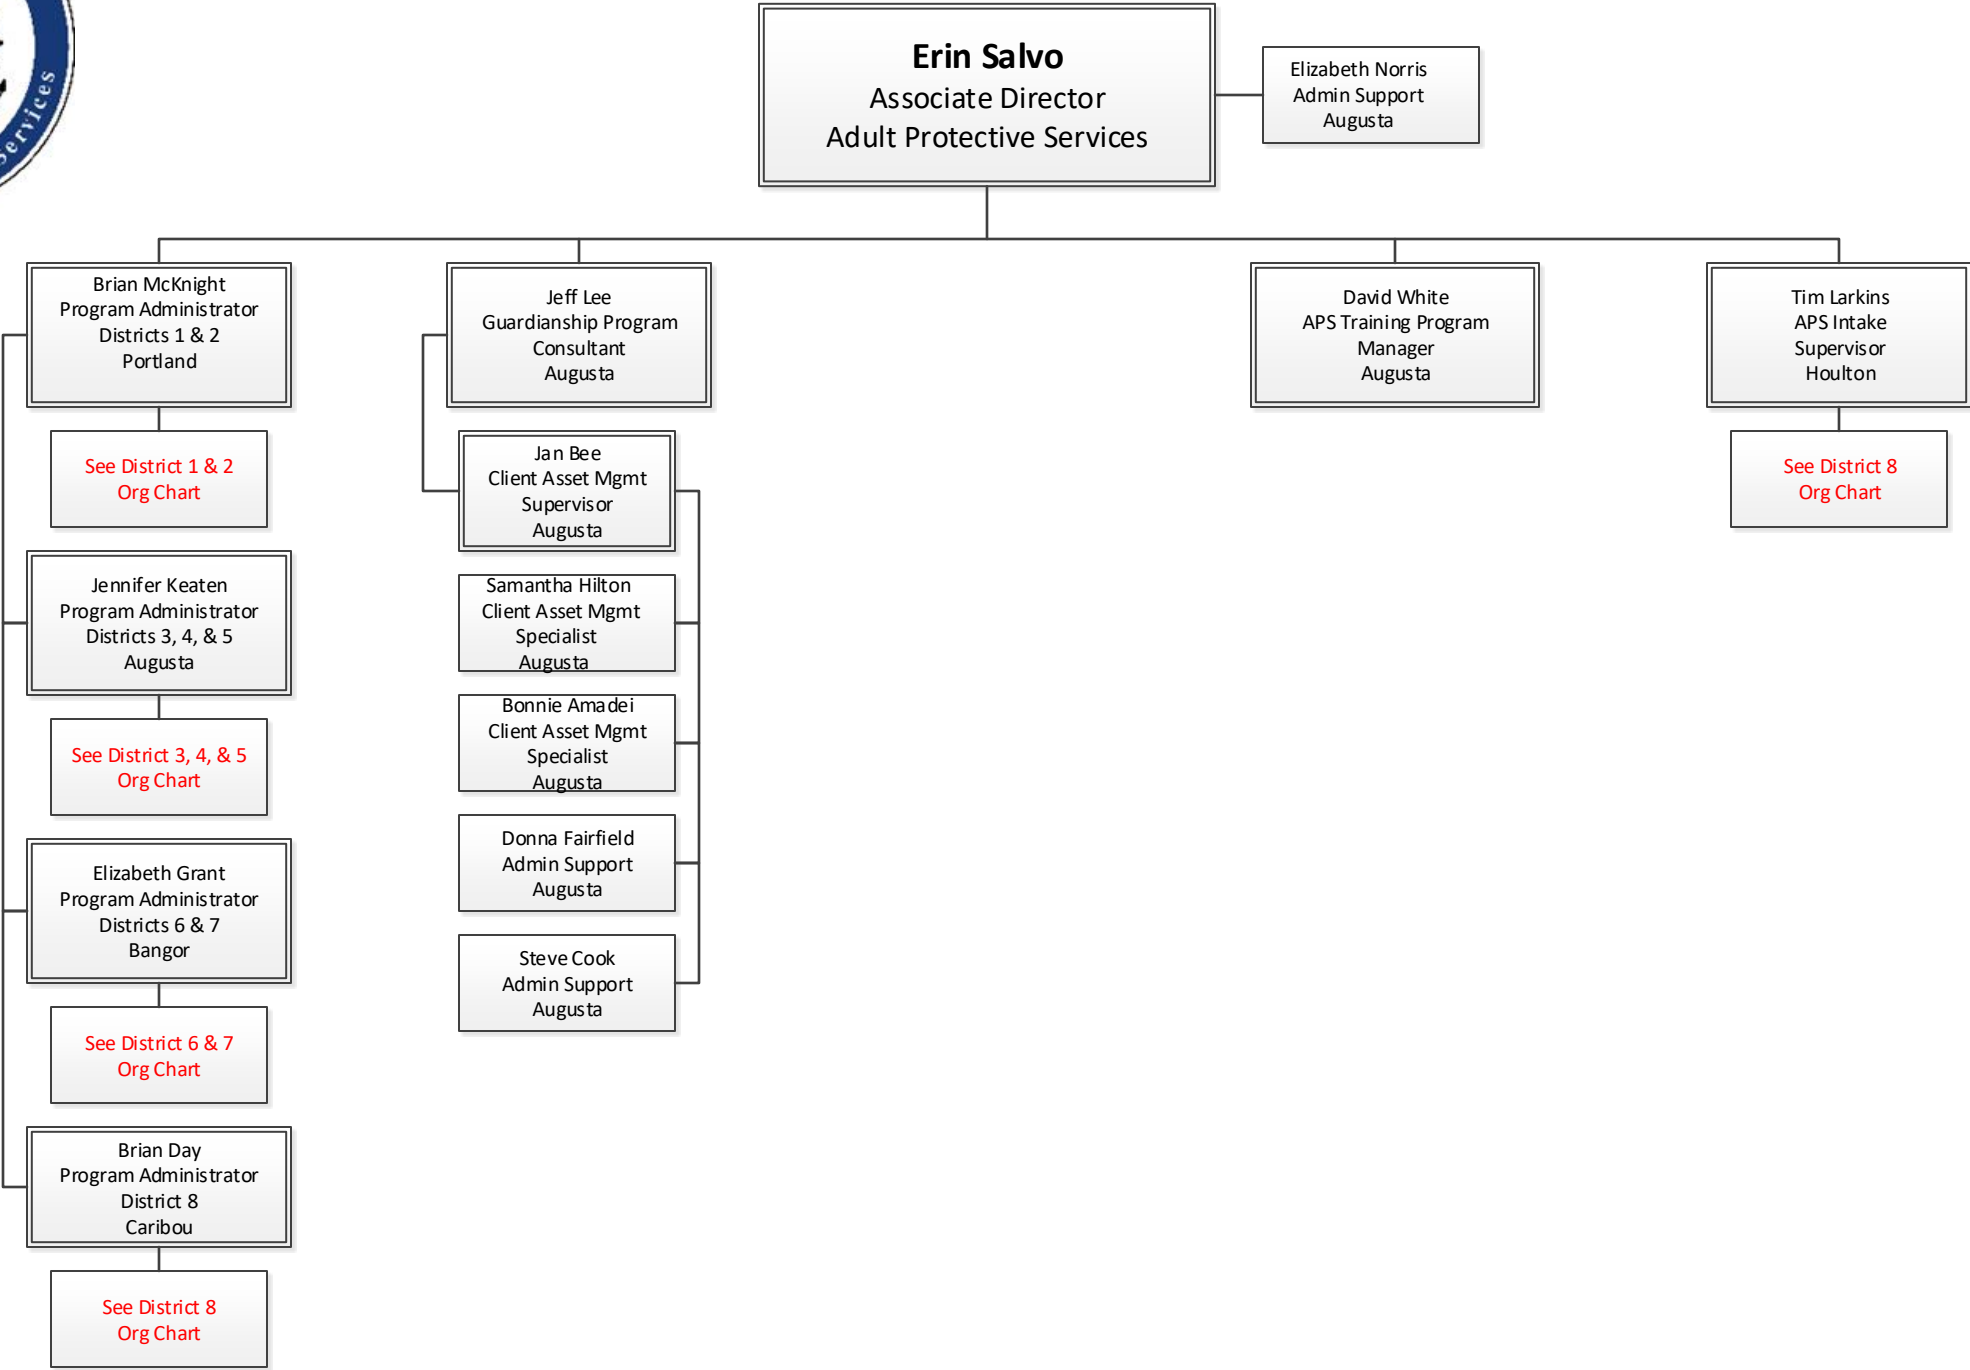 Services
Erin Salvo
Associate Director
Adult Protective Services
Elizabeth Norris
Admin Support
Augusta
Brian McKnight
Program Administrator
Districts 1 & 2
Portland
See District 1 & 2
Org Chart
Jennifer Keaten
Program Administrator
Districts 3, 4, & 5
Augusta
See District 3, 4, & 5
Org Chart
Elizabeth Grant
Program Administrator
Districts 6 & 7
Bangor
See District 6 & 7
Org Chart
Brian Day
Program Administrator
District 8
Caribou
See District 8
Org Chart
Jeff Lee
Guardianship Program
Consultant
Augusta
Jan Bee
Client Asset Mgmt
Supervisor
Augusta
Samantha Hilton
Client Asset Mgmt
Specialist
Augusta
Bonnie Amadei
Client Asset Mgmt
Specialist
Augusta
Donna Fairfield
Admin Support
Augusta
Steve Cook
Admin Support
Augusta
David White
APS Training Program
Manager
Augusta
Tim Larkins
APS Intake
Supervisor
Houlton
See District 8
Org Chart